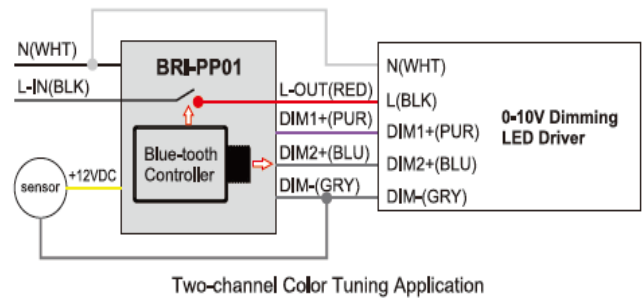 N(WHT)
L-IN(BLK)
BRI-PP01
L-OUT(RED)
DIM1+(PUR)
DIM2+(BLU)
DIM-(GRY)
Blue-tooth
Controller
sensor
+12VDC
N(WHT)
L(BLK)
DIM1+(PUR)
DIM2+(BLU)
DIM-(GRY)
0-10V Dimming
LED Driver
Two-channel Color Tuning Application